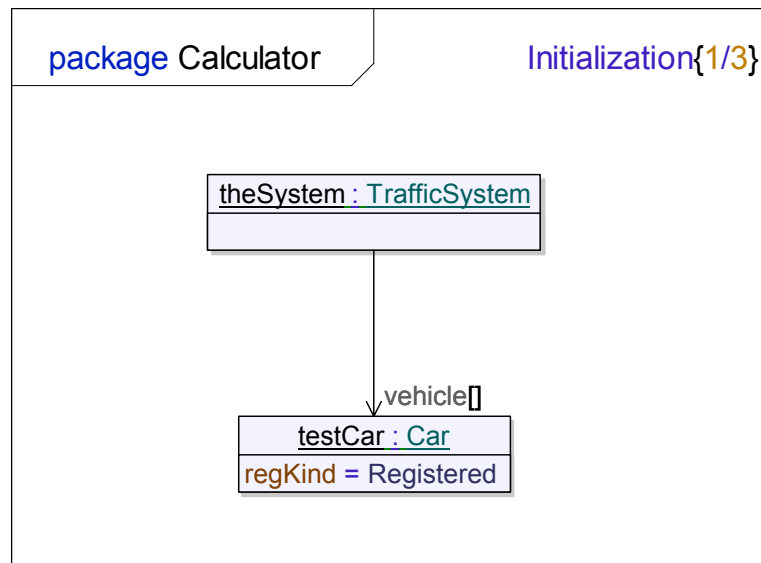 package Calculator
Initialization{1/3}
theSystem : TrafficSystem
vehicle[]
testCar : Car
regKind = Registered